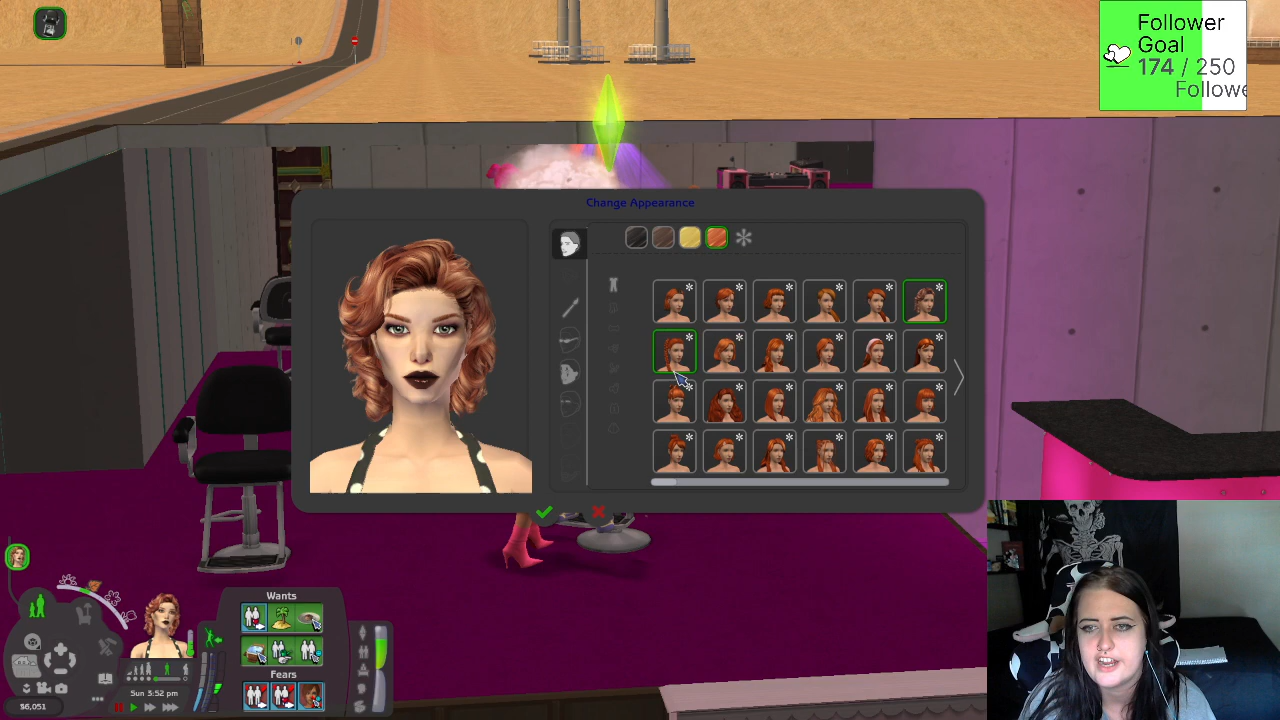 Follower
Goal
174 / 250
Followe
Change Appearance
Wants
Fears
Sun 5:52 pm
$6,051